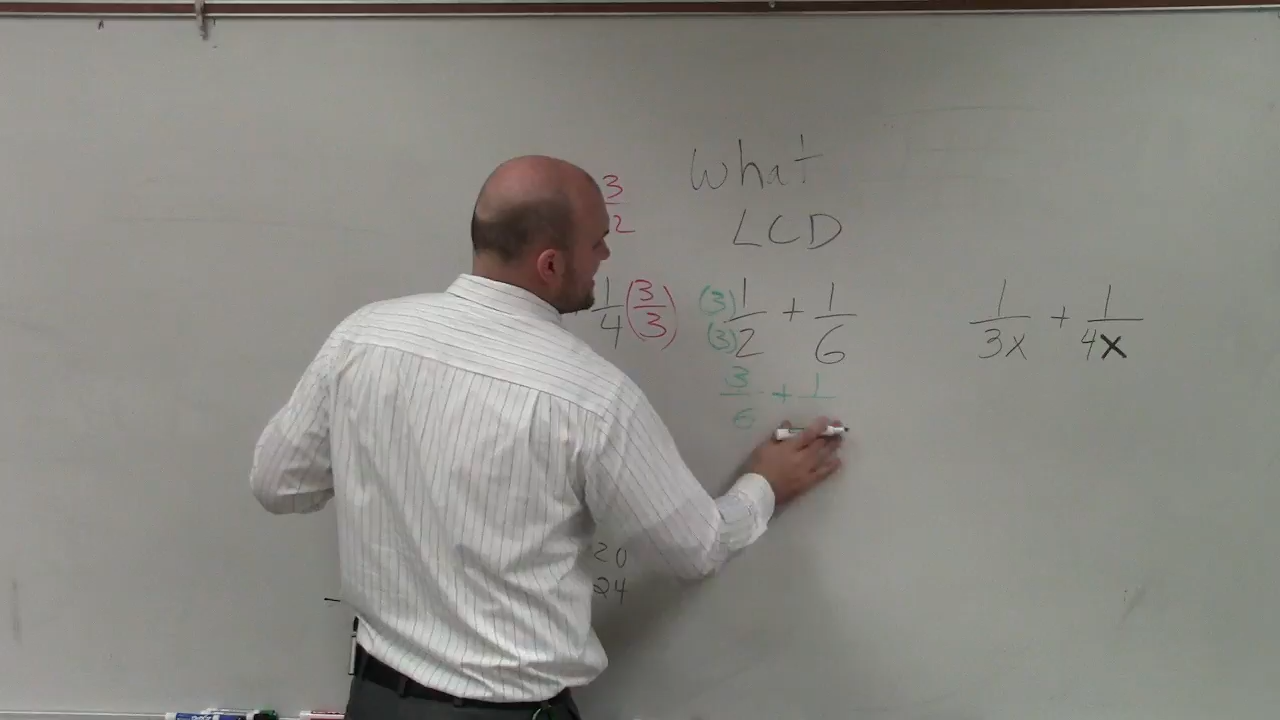 What
LCD
3
2
1/4 (3/3)
(3)1/(3)2 + 1/6
3/6 + 1
1/3x + 1/4x
20
24